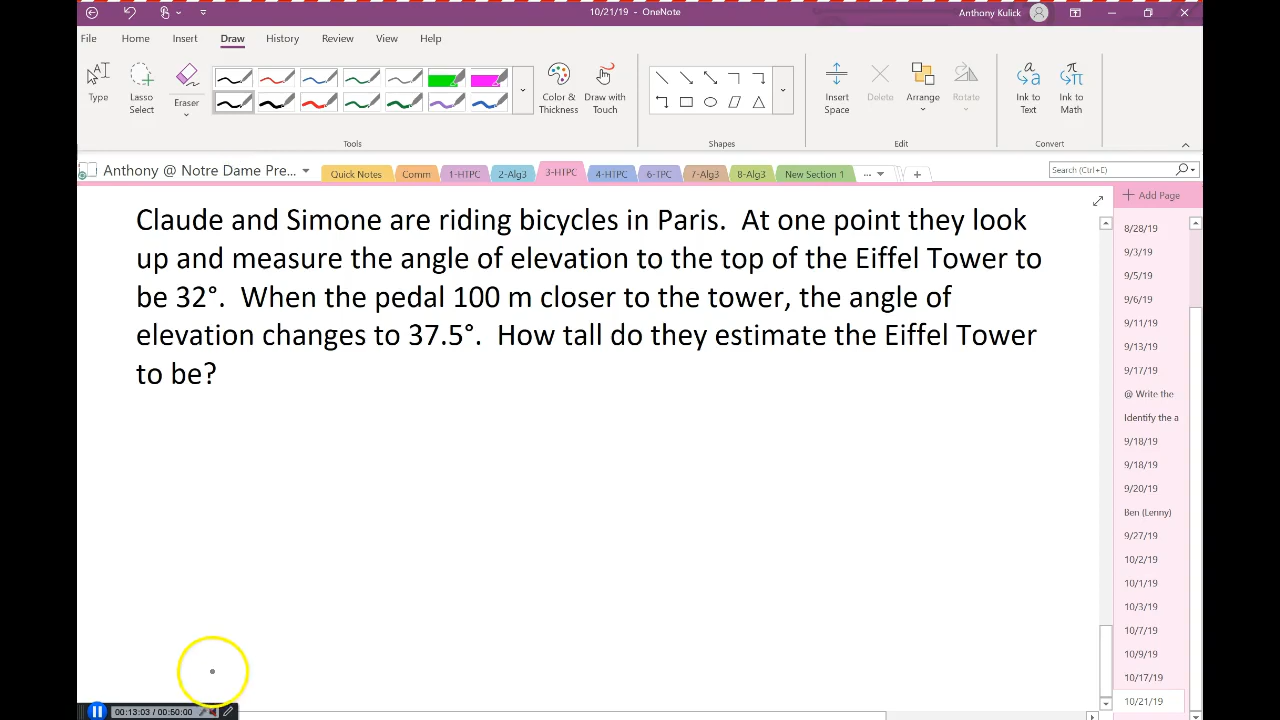 10/21/19 - OneNote
Anthony Kulick
File Home Insert Draw History Review View Help
Type
Lasso Select
Eraser
Color & Thickness
Draw with Touch
Insert Space
Delete
Arrange
Rotate
Ink to Text
Ink to Math
Tools
Shapes
Edit
Convert
Anthony @ Notre Dame Pre...
Quick Notes Comm 1-HTPC 2-Alg3 3-HTPC 4-HTPC 6-TPC 7-Alg3 8-Alg3 New Section 1 ... +
Search (Ctrl+E)
Claude and Simone are riding bicycles in Paris. At one point they look
up and measure the angle of elevation to the top of the Eiffel Tower to
be 32°. When the pedal 100 m closer to the tower, the angle of
elevation changes to 37.5°. How tall do they estimate the Eiffel Tower
to be?
+ Add Page
8/28/19
9/3/19
9/5/19
9/6/19
9/11/19
9/13/19
9/17/19
@ Write the
Identify the a
9/18/19
9/18/19
9/20/19
Ben (Lenny)
9/27/19
10/2/19
10/1/19
10/3/19
10/7/19
10/9/19
10/17/19
10/21/19
00:13:03 / 00:50:00